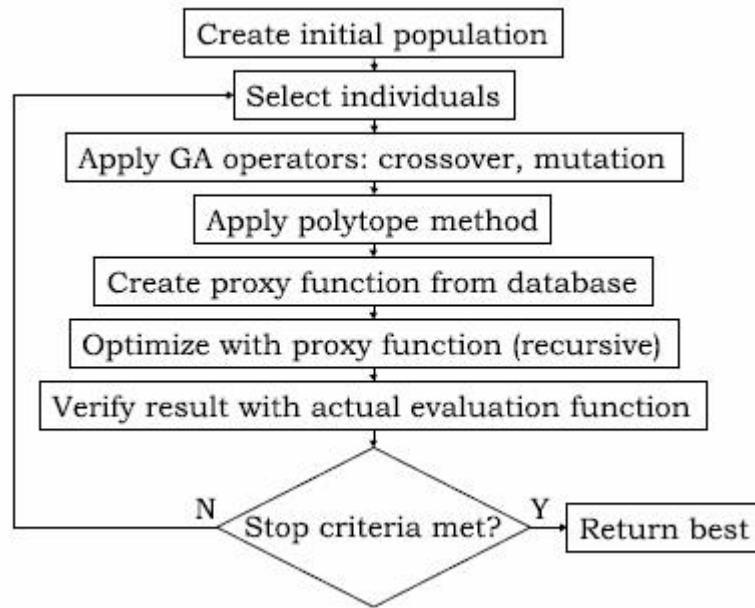 Create initial population
Select individuals
Apply GA operators: crossover, mutation
Apply polytope method
Create proxy function from database
Optimize with proxy function (recursive)
Verify result with actual evaluation function
N
Stop criteria met?
Y
Return best